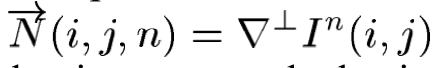 $\overrightarrow{N}(i,j,n) = \nabla^{\perp} I^{n}(i,j)$